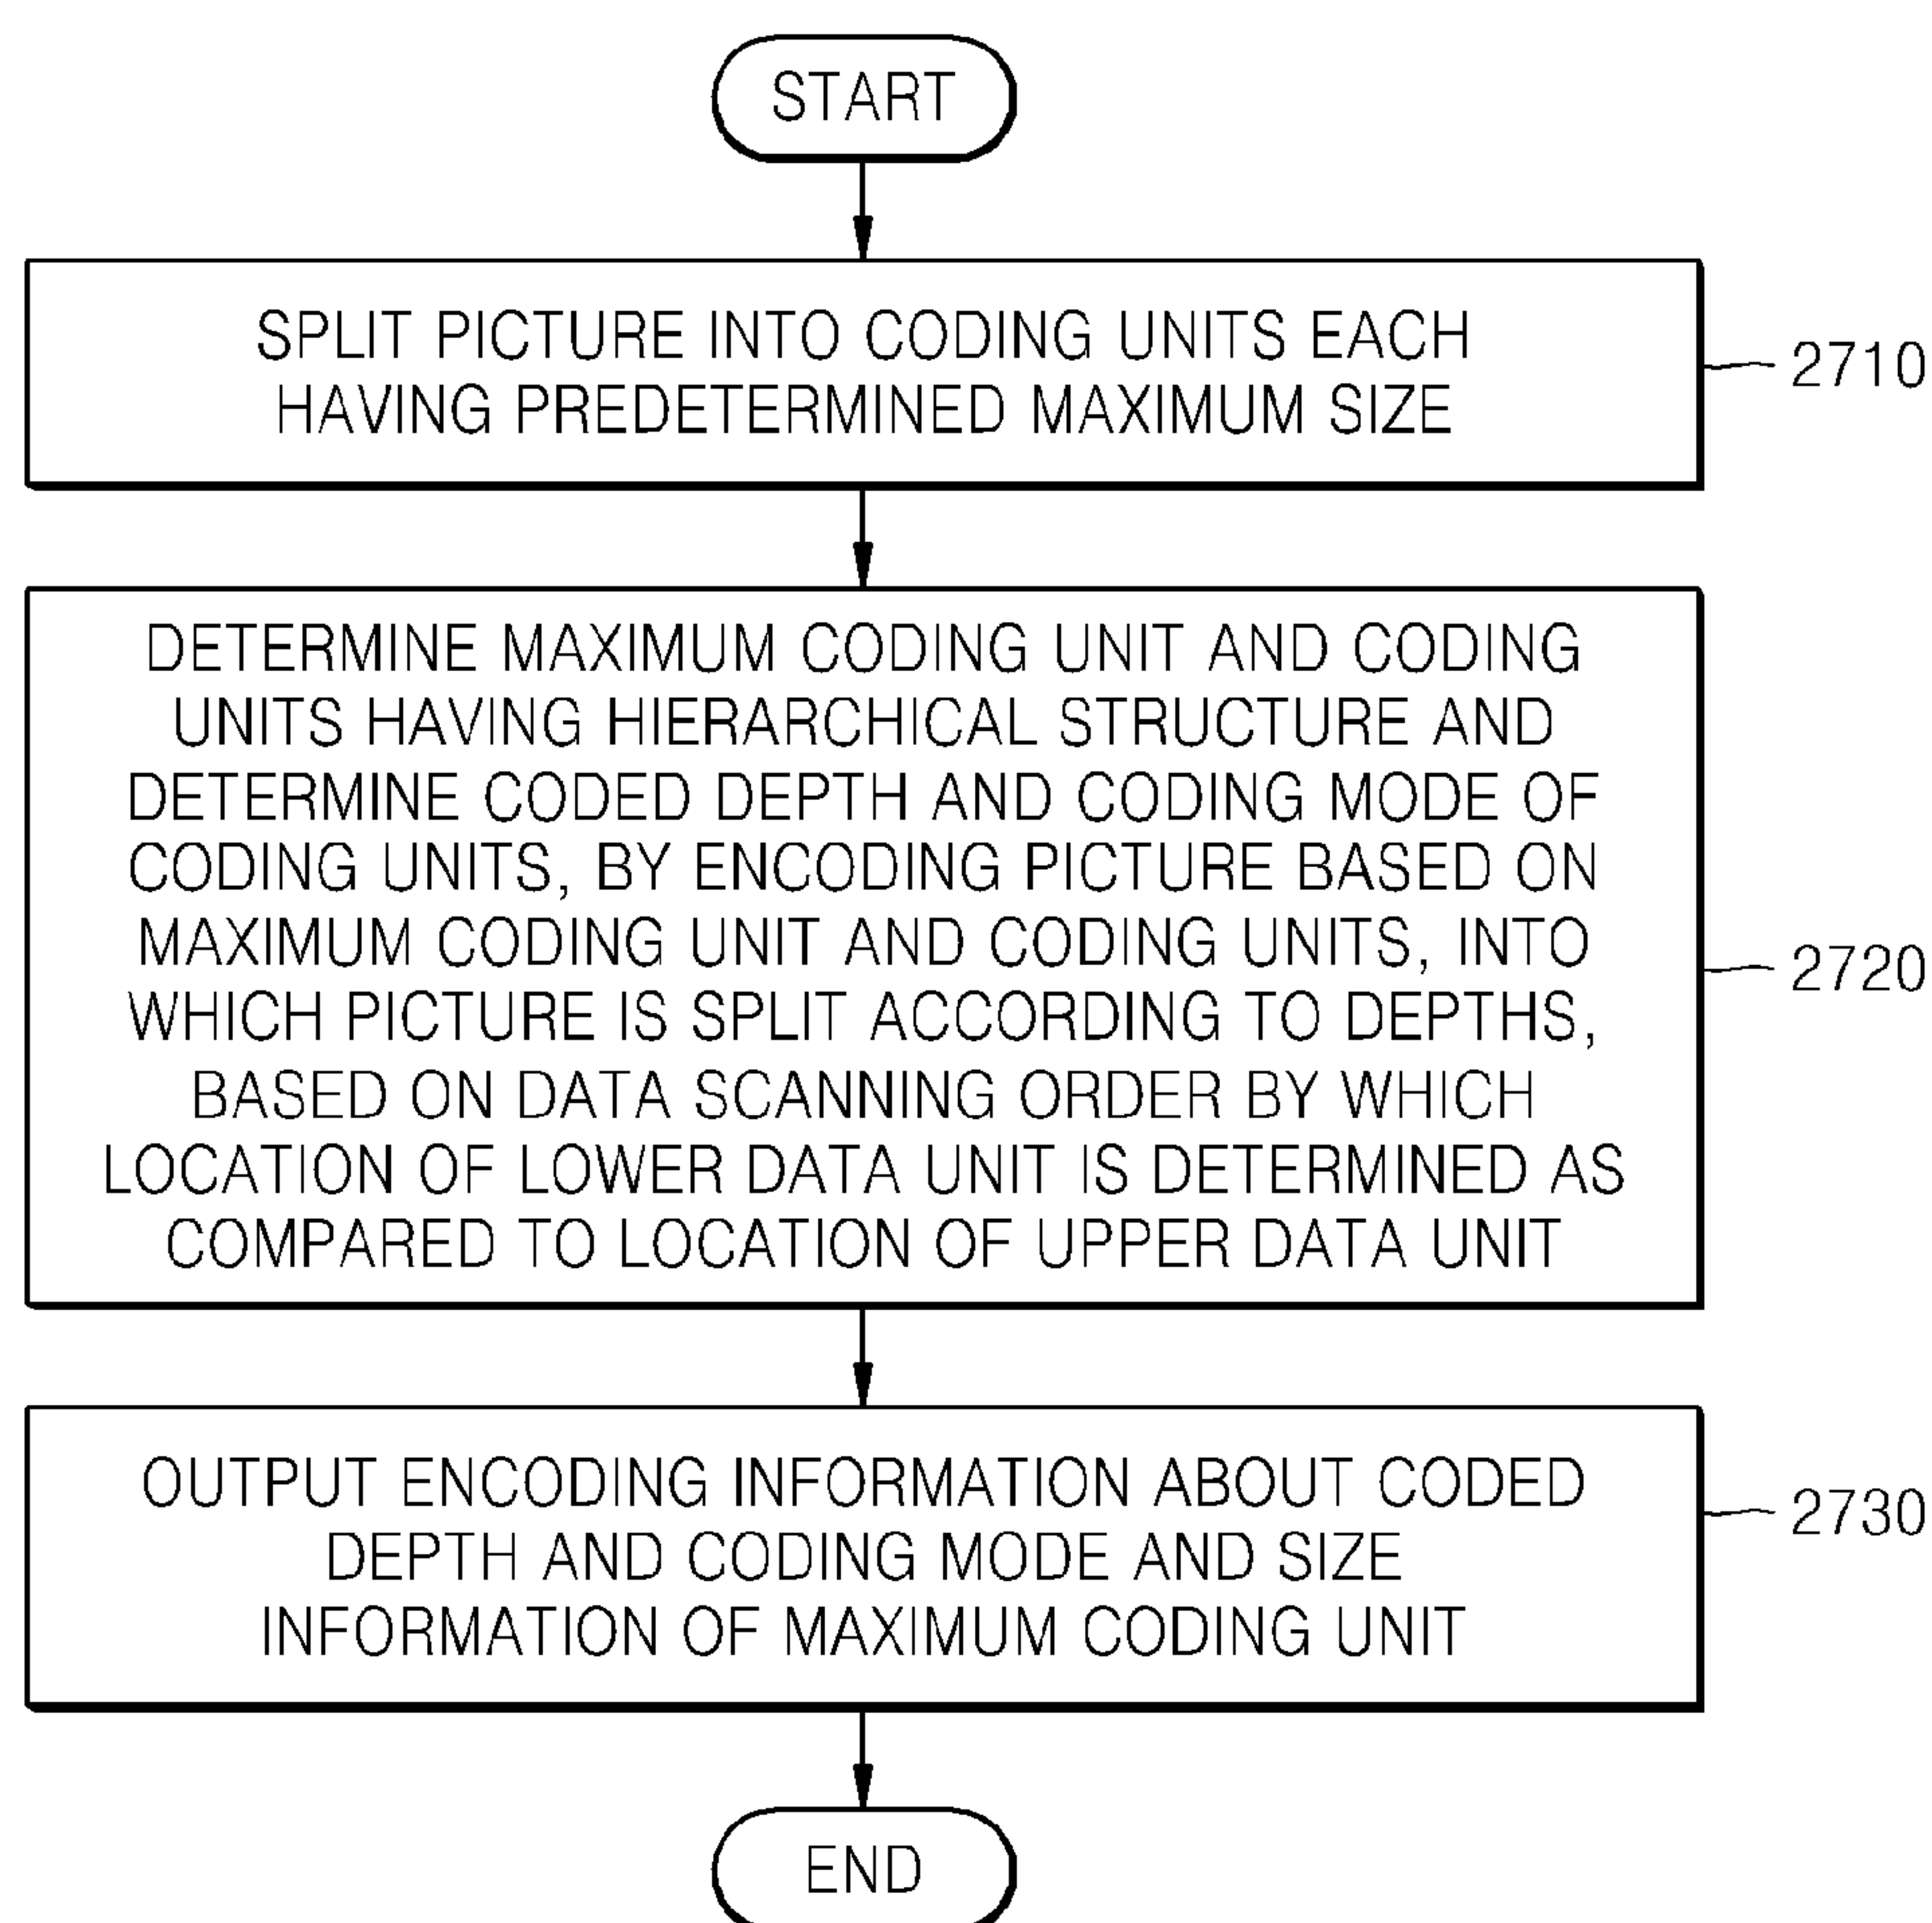 START
SPLIT PICTURE INTO CODING UNITS EACH
HAVING PREDETERMINED MAXIMUM SIZE
2710
DETERMINE MAXIMUM CODING UNIT AND CODING
UNITS HAVING HIERARCHICAL STRUCTURE AND
DETERMINE CODED DEPTH AND CODING MODE OF
CODING UNITS, BY ENCODING PICTURE BASED ON
MAXIMUM CODING UNIT AND CODING UNITS, INTO
WHICH PICTURE IS SPLIT ACCORDING TO DEPTHS,
BASED ON DATA SCANNING ORDER BY WHICH
LOCATION OF LOWER DATA UNIT IS DETERMINED AS
COMPARED TO LOCATION OF UPPER DATA UNIT
2720
OUTPUT ENCODING INFORMATION ABOUT CODED
DEPTH AND CODING MODE AND SIZE
INFORMATION OF MAXIMUM CODING UNIT
2730
END